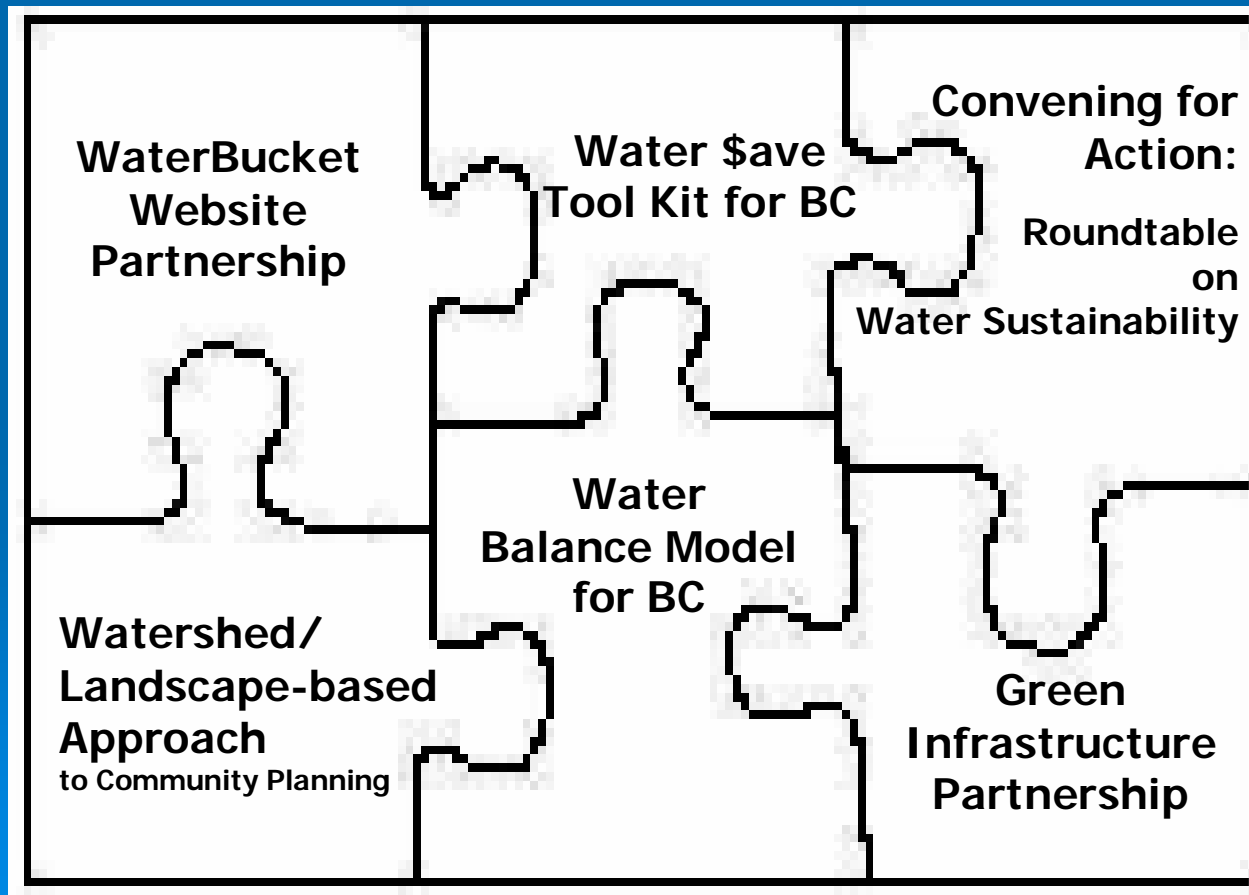 WaterBucket
Website
Partnership
Water $ave
Tool Kit for BC
Convening for
Action:
Roundtable
on
Water Sustainability
Watershed/
Landscape-based
Approach
to Community Planning
Water
Balance Model
for BC
Green
Infrastructure
Partnership